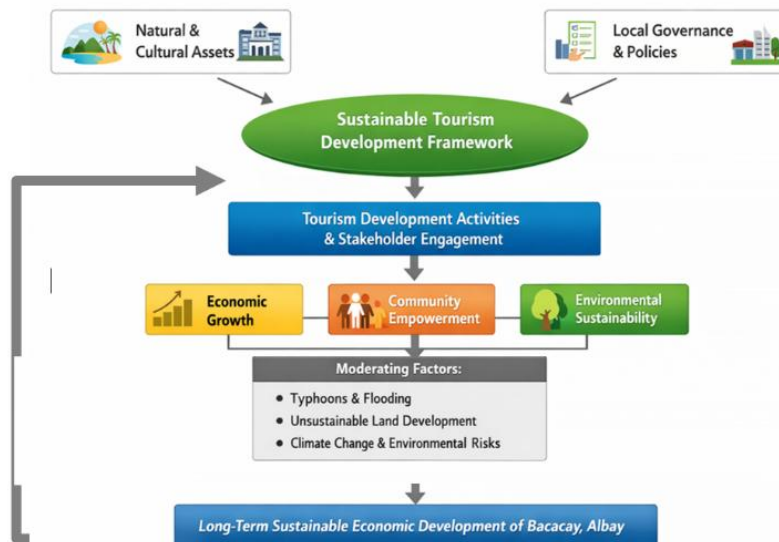 Natural &
Cultural Assets
Local Governance
& Policies
Sustainable Tourism
Development Framework
Tourism Development Activities
& Stakeholder Engagement
Economic
Growth
Community
Empowerment
Environmental
Sustainability
Moderating Factors:
• Typhoons & Flooding
• Unsustainable Land Development
• Climate Change & Environmental Risks
Long-Term Sustainable Economic Development of Bacacay, Albay